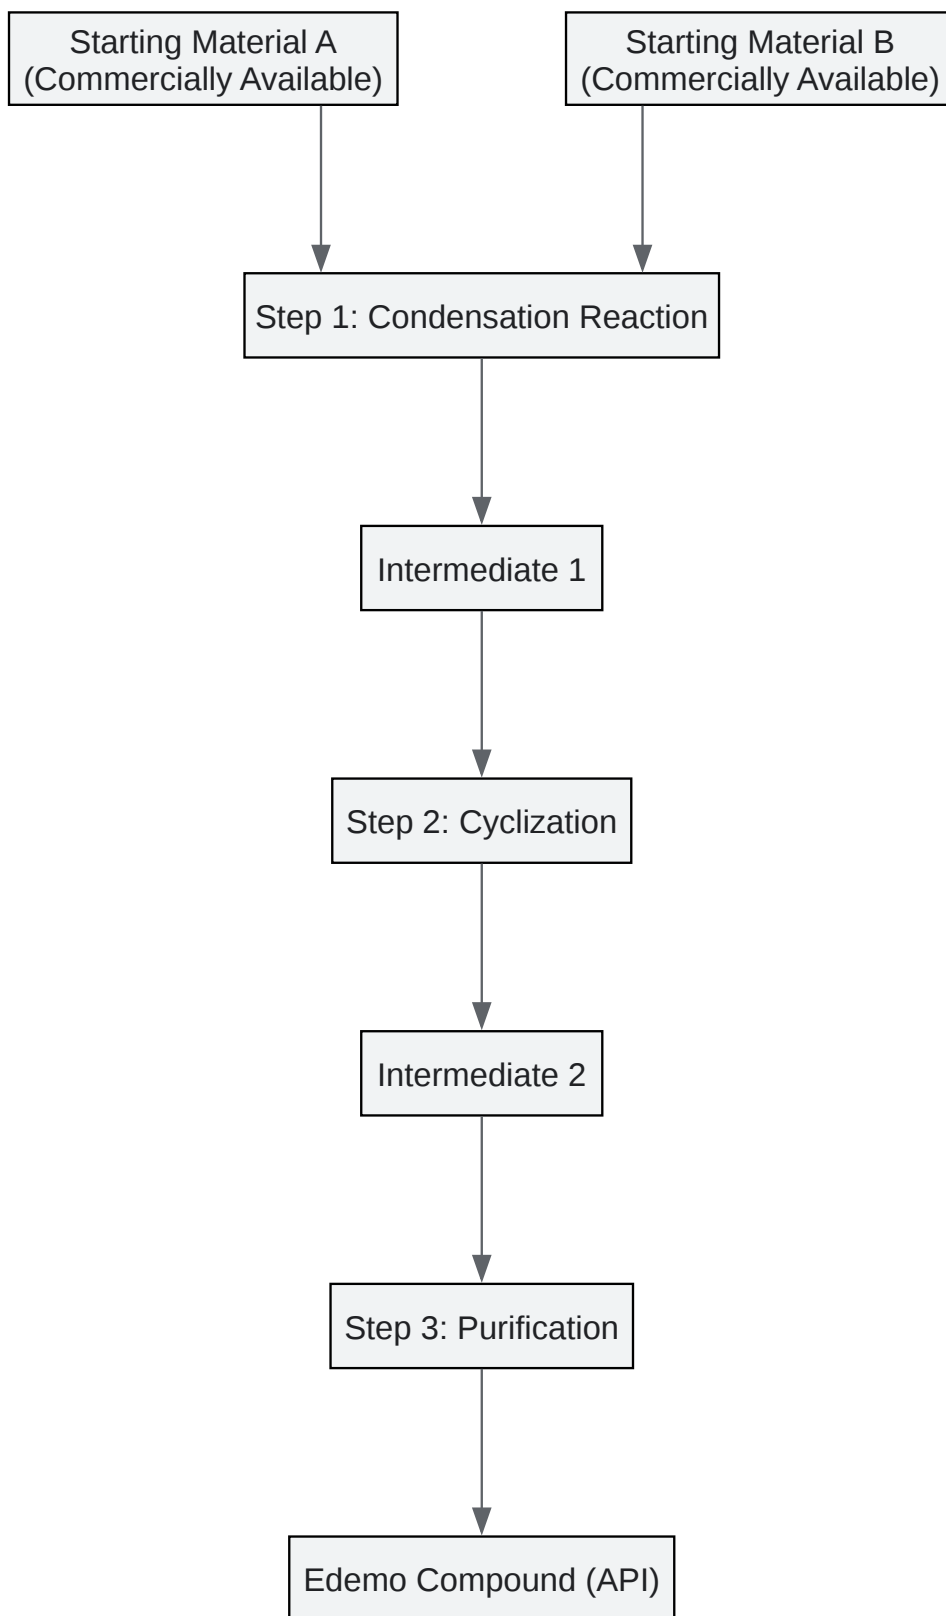 Starting Material A
(Commercially Available)
Starting Material B
(Commercially Available)
Step 1: Condensation Reaction
Intermediate 1
Step 2: Cyclization
Intermediate 2
Step 3: Purification
Edemo Compound (API)